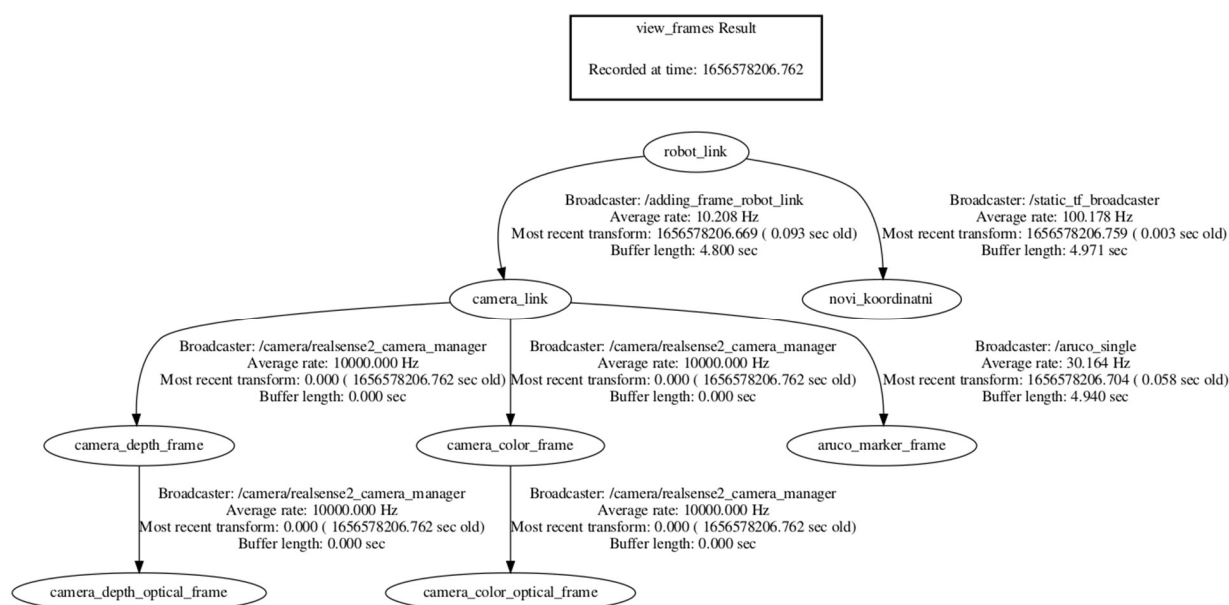 view_frames Result
Recorded at time: 1656578206.762
robot_link
Broadcaster: /adding_frame_robot_link
Average rate: 10.208 Hz
Most recent transform: 1656578206.669 ( 0.093 sec old)
Buffer length: 4.800 sec
Broadcaster: /static_tf_broadcaster
Average rate: 100.178 Hz
Most recent transform: 1656578206.759 ( 0.003 sec old)
Buffer length: 4.971 sec
camera_link
novi_koordinatni
Broadcaster: /camera/realsense2_camera_manager
Average rate: 10000.000 Hz
Most recent transform: 0.000 ( 1656578206.762 sec old)
Buffer length: 0.000 sec
Broadcaster: /camera/realsense2_camera_manager
Average rate: 10000.000 Hz
Most recent transform: 0.000 ( 1656578206.762 sec old)
Buffer length: 0.000 sec
Broadcaster: /aruco_single
Average rate: 30.164 Hz
Most recent transform: 1656578206.704 ( 0.058 sec old)
Buffer length: 4.940 sec
camera_depth_frame
camera_color_frame
aruco_marker_frame
Broadcaster: /camera/realsense2_camera_manager
Average rate: 10000.000 Hz
Most recent transform: 0.000 ( 1656578206.762 sec old)
Buffer length: 0.000 sec
Broadcaster: /camera/realsense2_camera_manager
Average rate: 10000.000 Hz
Most recent transform: 0.000 ( 1656578206.762 sec old)
Buffer length: 0.000 sec
camera_depth_optical_frame
camera_color_optical_frame